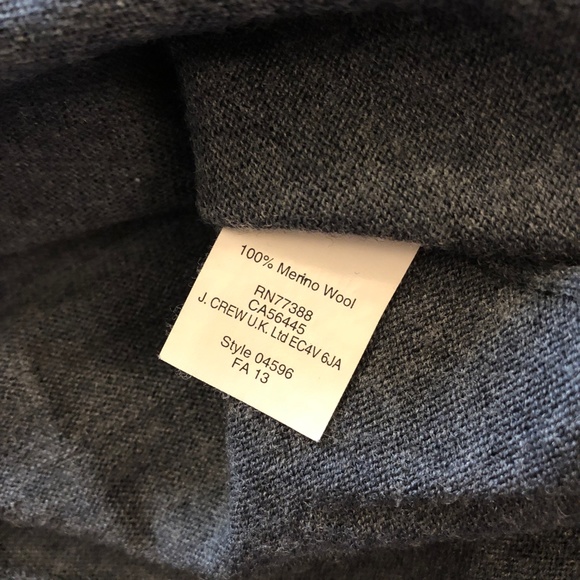 100% Merino Wool
RN77388
CA56445
J. CREW U.K. Ltd EC4V 6JA
Style 04596
FA 13